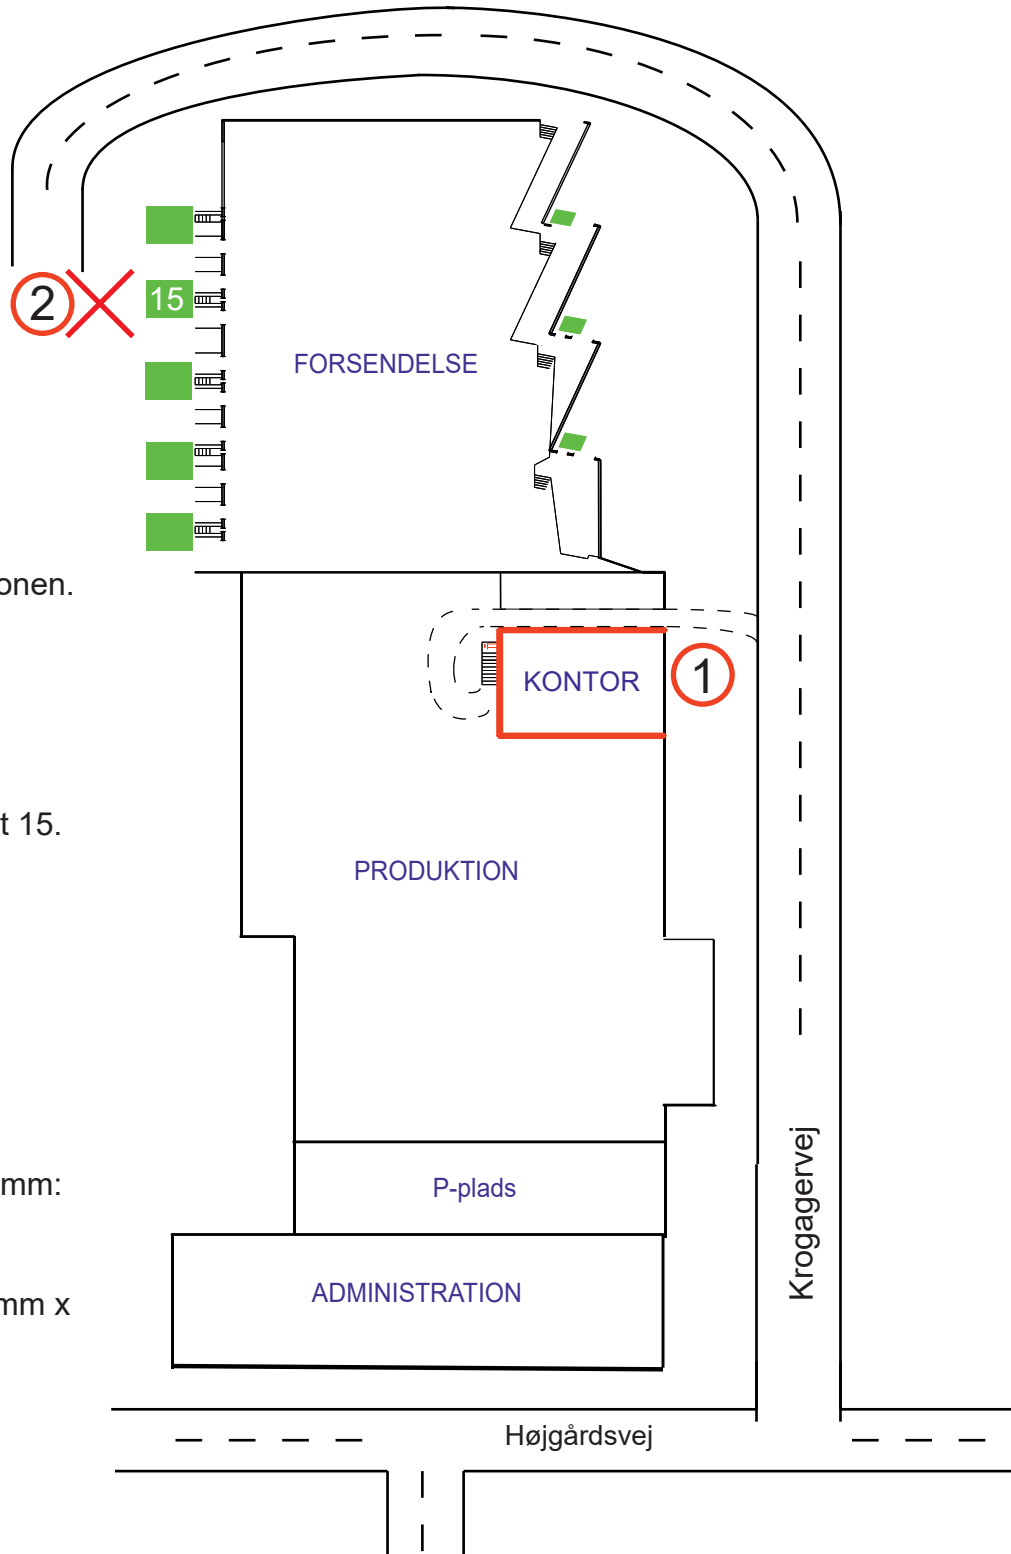 2
15
FORSENDELSE
onen.
KONTOR
1
t 15.
PRODUKTION
Krogagervej
mm:
P-plads
ADMINISTRATION
mm x
Højgårdsvej